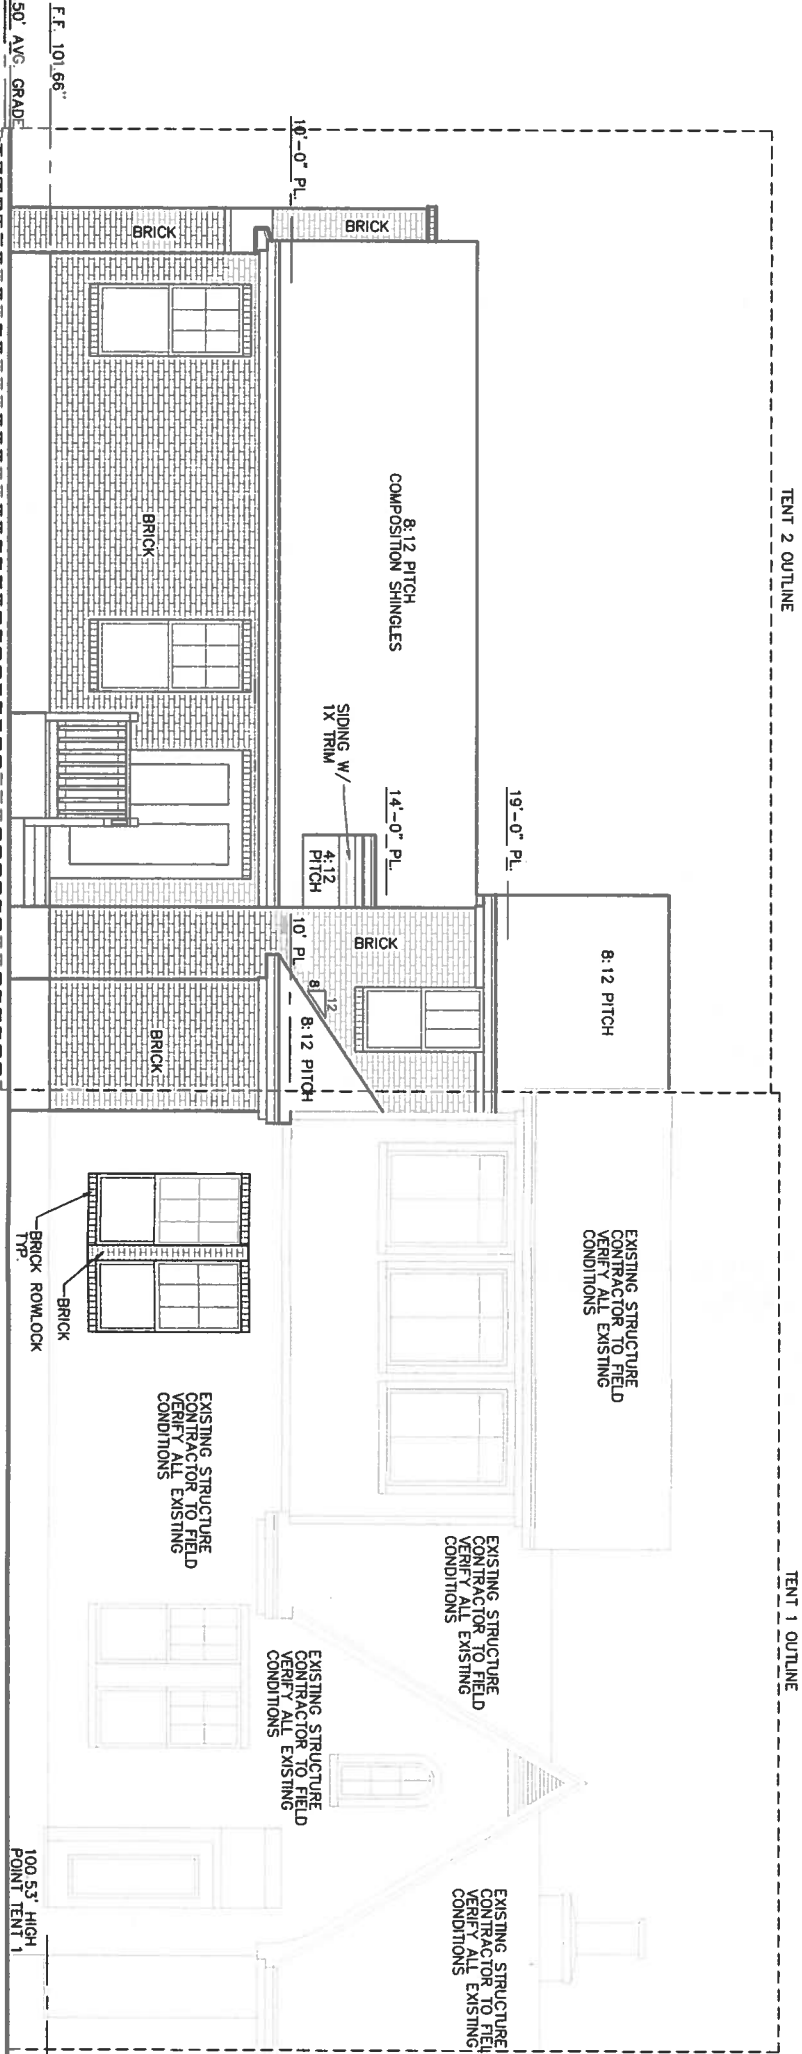 TENT 2 OUTLINE
TENT 1 OUTLINE
19'-0" PL.
8:12 PITCH
EXISTING STRUCTURE
CONTRACTOR TO FIELD
VERIFY ALL EXISTING
CONDITIONS
8:12 PITCH
COMPOSITION SHINGLES
14'-0" PL.
SIDING W/
1X TRIM
4:12
PITCH
BRICK
10'-0" PL.
BRICK
10' PL.
12
8
8:12 PITCH
EXISTING STRUCTURE
CONTRACTOR TO FIELD
VERIFY ALL EXISTING
CONDITIONS
EXISTING STRUCTURE
CONTRACTOR TO FIEL
VERIFY ALL EXISTING
CONDITIONS
EXISTING STRUCTURE
CONTRACTOR TO FIELD
VERIFY ALL EXISTING
CONDITIONS
BRICK
BRICK
BRICK
EXISTING STRUCTURE
CONTRACTOR TO FIELD
VERIFY ALL EXISTING
CONDITIONS
F.F. 101.66"
BRICK
BRICK ROWLOCK
TYP.
50' AVG. GRADE
100.53' HIGH
POINT TENT 1